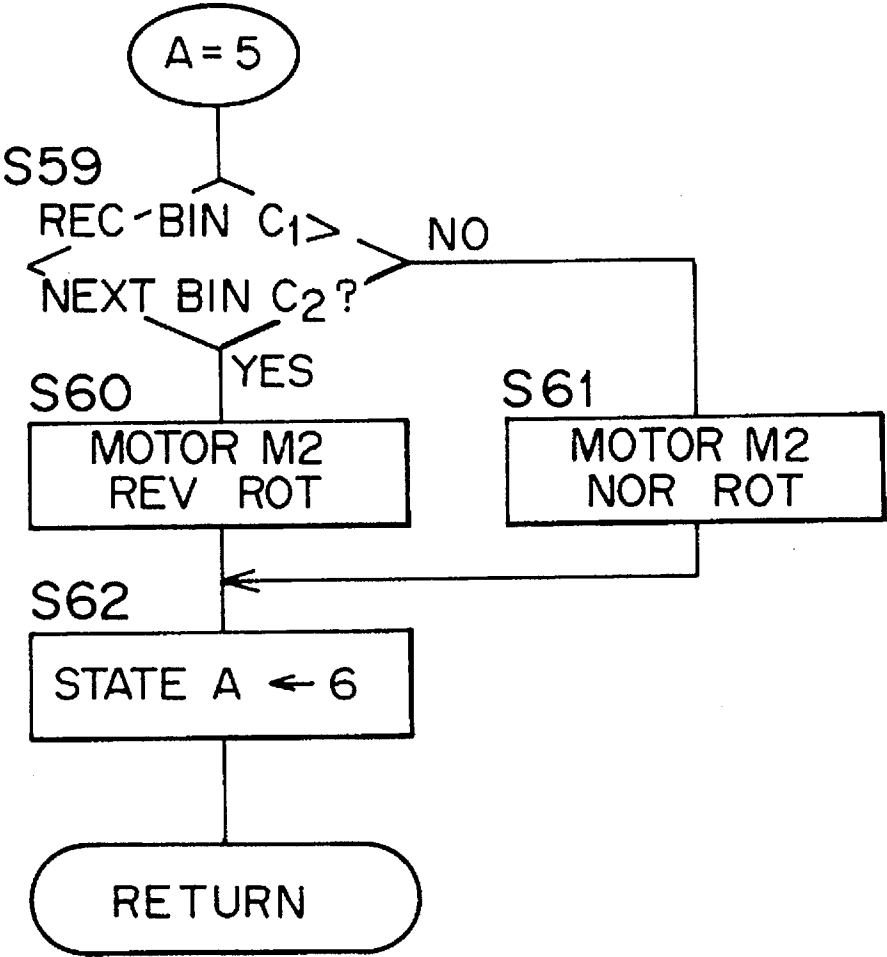 A = 5
S59
REC BIN C₁>
NEXT BIN C₂?
NO
YES
S60
MOTOR M2
REV ROT
S61
MOTOR M2
NOR ROT
S62
STATE A ← 6
RETURN